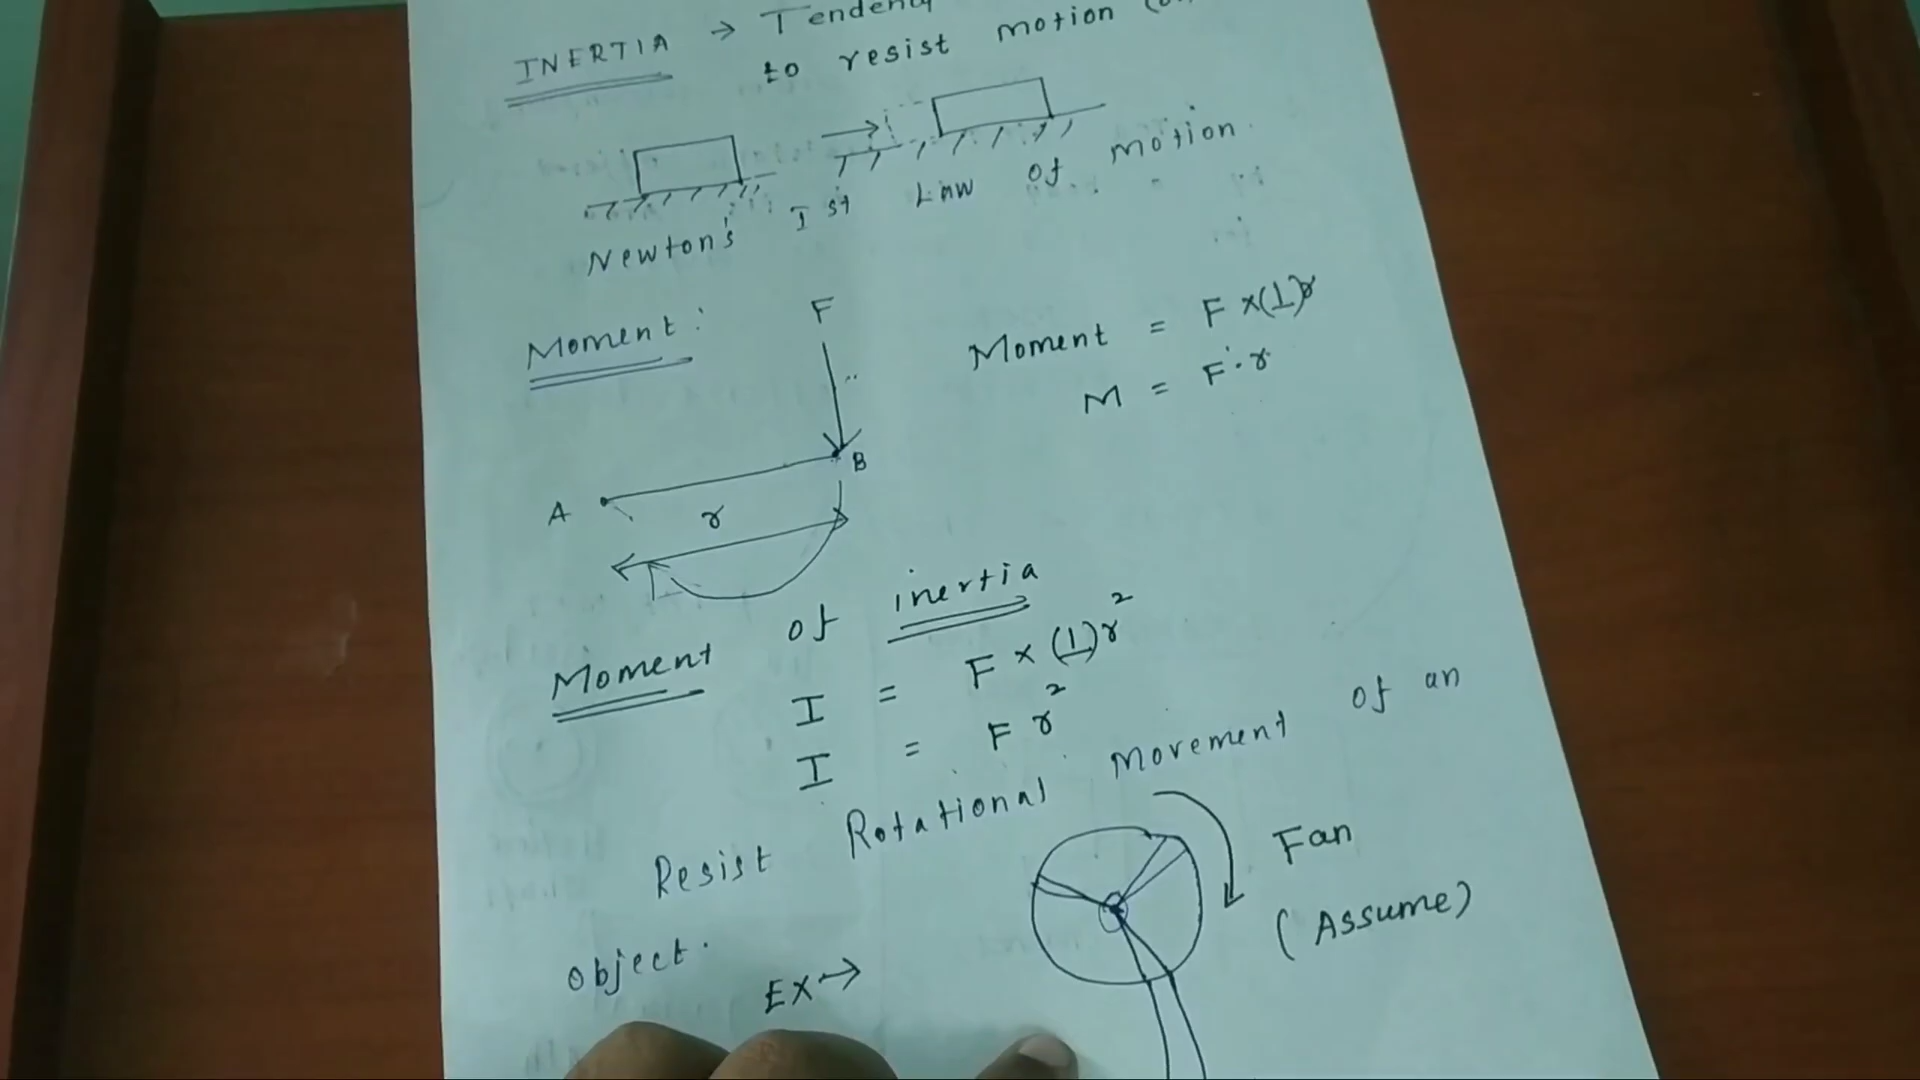 INERTIA → Tendency
to resist motion
Newton's Ist Law of motion
Moment:
F
Moment = F ×(⊥)r
M = F·r
A
B
r
Moment of inertia
I = F × (⊥)r²
I = F r²
Resist Rotational Movement of an
object.
Ex→
Fan
(Assume)